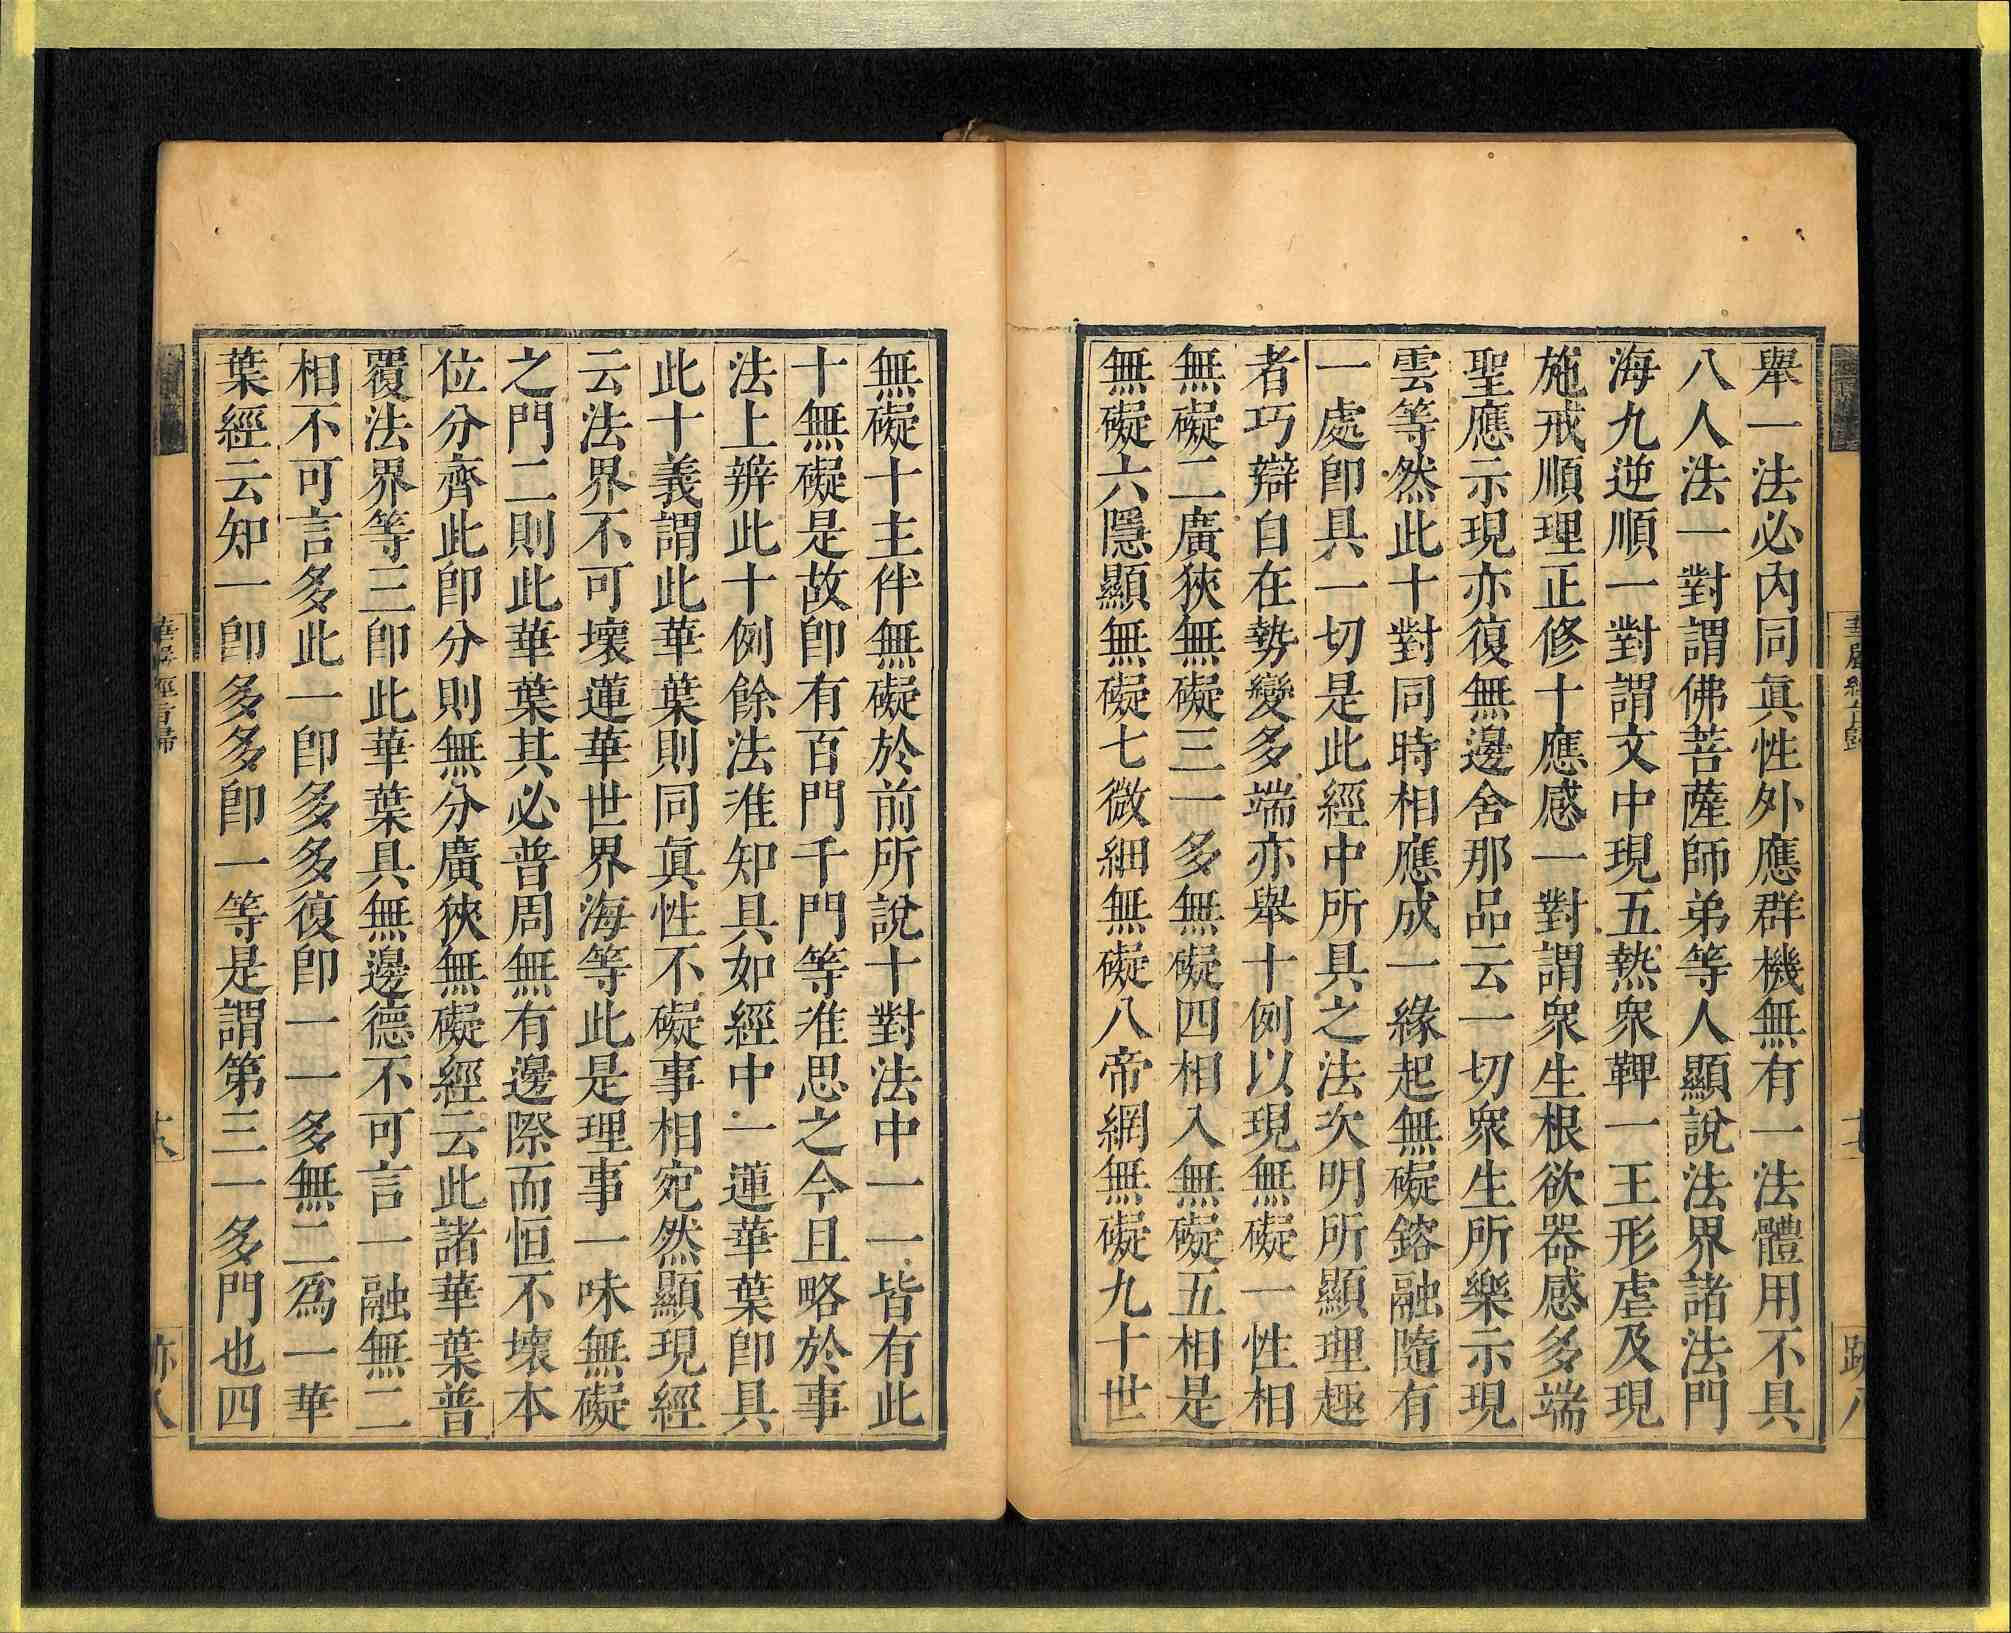 舉一法必內同眞性外應群機無有一法體用不具
八人法一對謂佛菩薩師弟等人顯說法界諸法門
海九逆順一對謂文中現五熱衆鞞一王形虐及現
施戒順理正修十應感一對謂衆生根欲器感多端
聖應示現亦復無邊舍那品云一切衆生所樂示現
雲等然此十對同時相應成一緣起無礙鎔融隨有
一處卽具一切是此經中所具之法次明所顯理趣
者巧辯自在勢變多端亦舉十例以現無礙一性相
無礙二廣狹無礙三一多無礙四相入無礙五相是
無礙六隱顯無礙七微細無礙八帝網無礙九十世
無礙十主伴無礙於前所說十對法中一一皆有此
十無礙是故卽有百門千門等准思之今且略於事
法上辨此十例餘法准知具如經中一蓮華葉卽具
此十義謂此華葉則同眞性不礙事相宛然顯現經
云法界不可壞蓮華世界海等此是理事一味無礙
之門二則此華葉其必普周無有邊際而恒不壞本
位分齊此卽分則無分廣狹無礙經云此諸華葉普
覆法界等三卽此華葉具無邊德不可言一融無二
相不可言多此一卽多多復卽一一多無二爲一華
葉經云知一卽多多卽一等是謂第三一多門也四
華嚴經旨歸